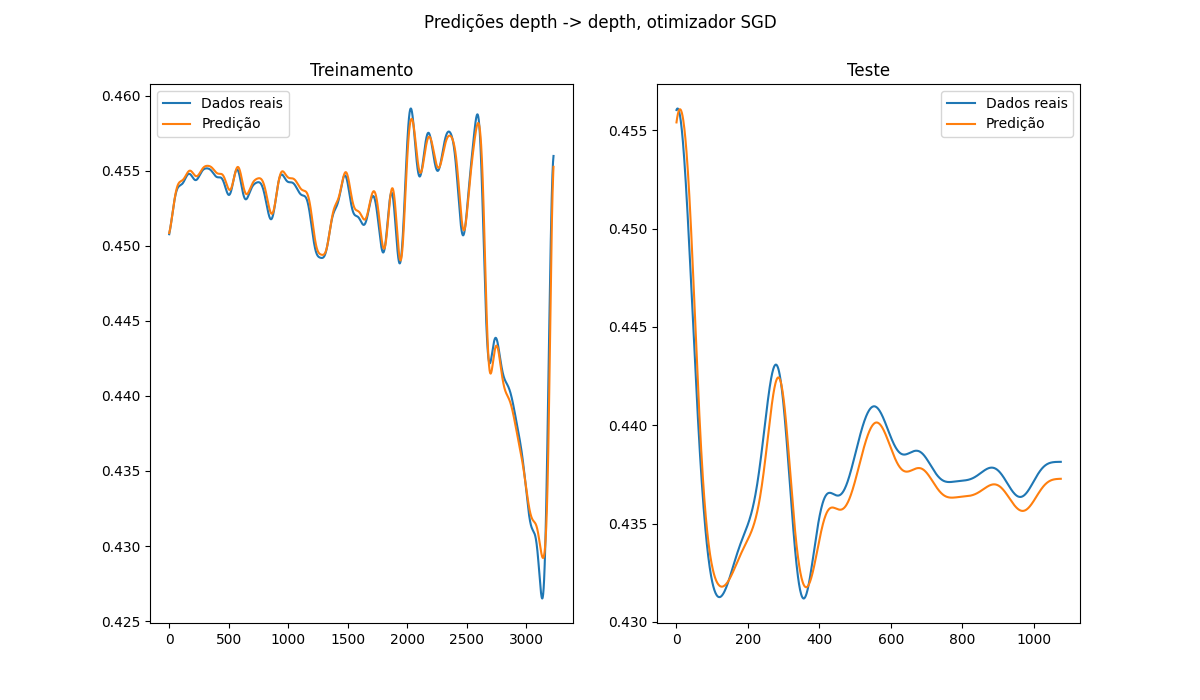 Predições depth -> depth, otimizador SGD
Treinamento
Dados reais
Predição
0.460
0.455
0.450
0.445
0.440
0.435
0.430
0.425
0 500 1000 1500 2000 2500 3000
Teste
Dados reais
Predição
0.455
0.450
0.445
0.440
0.435
0.430
0 200 400 600 800 1000